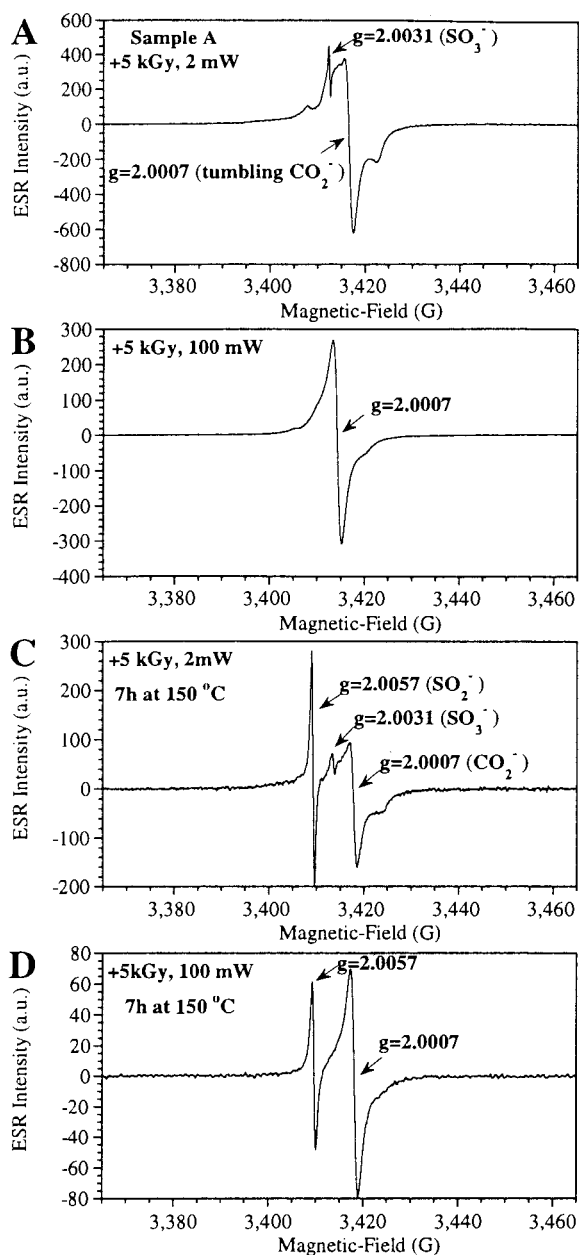 A
Sample A
+5 kGy, 2 mW
g=2.0031 (SO₃⁻)
g=2.0007 (tumbling CO₂⁻)
600
400
200
0
-200
-400
-600
-800
ESR Intensity (a.u.)
3,380 3,400 3,420 3,440 3,460
Magnetic-Field (G)
B
+5 kGy, 100 mW
g=2.0007
300
200
100
0
-100
-200
-300
-400
ESR Intensity (a.u.)
3,380 3,400 3,420 3,440 3,460
Magnetic-Field (G)
C
+5 kGy, 2mW
7h at 150 °C
g=2.0057 (SO₂⁻)
g=2.0031 (SO₃⁻)
g=2.0007 (CO₂⁻)
300
200
100
0
-100
-200
ESR Intensity (a.u.)
3,380 3,400 3,420 3,440 3,460
Magnetic-Field (G)
D
+5kGy, 100 mW
7h at 150 °C
g=2.0057
g=2.0007
80
60
40
20
0
-20
-40
-60
-80
ESR Intensity (a.u.)
3,380 3,400 3,420 3,440 3,460
Magnetic-Field (G)